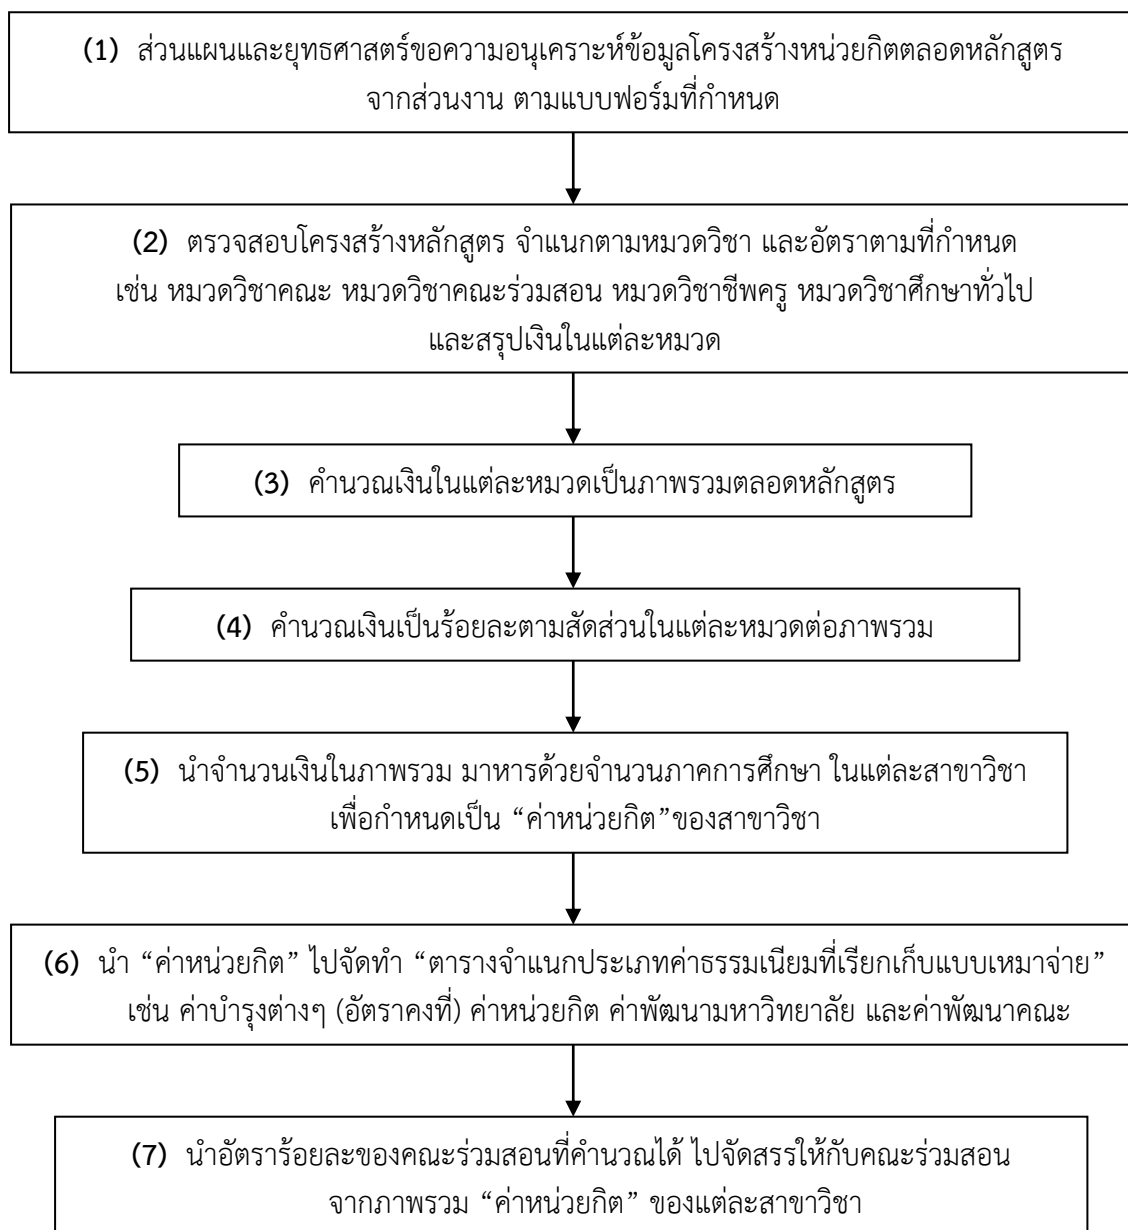 (1) ส่วนแผนและยุทธศาสตร์ขอความอนุเคราะห์ข้อมูลโครงสร้างหน่วยกิตตลอดหลักสูตร
จากส่วนงาน ตามแบบฟอร์มที่กำหนด
(2) ตรวจสอบโครงสร้างหลักสูตร จำแนกตามหมวดวิชา และอัตราตามที่กำหนด
เช่น หมวดวิชาคณะ หมวดวิชาคณะร่วมสอน หมวดวิชาชีพครู หมวดวิชาศึกษาทั่วไป
และสรุปเงินในแต่ละหมวด
(3) คำนวณเงินในแต่ละหมวดเป็นภาพรวมตลอดหลักสูตร
(4) คำนวณเงินเป็นร้อยละตามสัดส่วนในแต่ละหมวดต่อภาพรวม
(5) นำจำนวนเงินในภาพรวม มาหารด้วยจำนวนภาคการศึกษา ในแต่ละสาขาวิชา
เพื่อกำหนดเป็น “ค่าหน่วยกิต”ของสาขาวิชา
(6) นำ “ค่าหน่วยกิต” ไปจัดทำ “ตารางจำแนกประเภทค่าธรรมเนียมที่เรียกเก็บแบบเหมาจ่าย”
เช่น ค่าบำรุงต่างๆ (อัตราคงที่) ค่าหน่วยกิต ค่าพัฒนามหาวิทยาลัย และค่าพัฒนาคณะ
(7) นำอัตราร้อยละของคณะร่วมสอนที่คำนวณได้ ไปจัดสรรให้กับคณะร่วมสอน
จากภาพรวม “ค่าหน่วยกิต” ของแต่ละสาขาวิชา